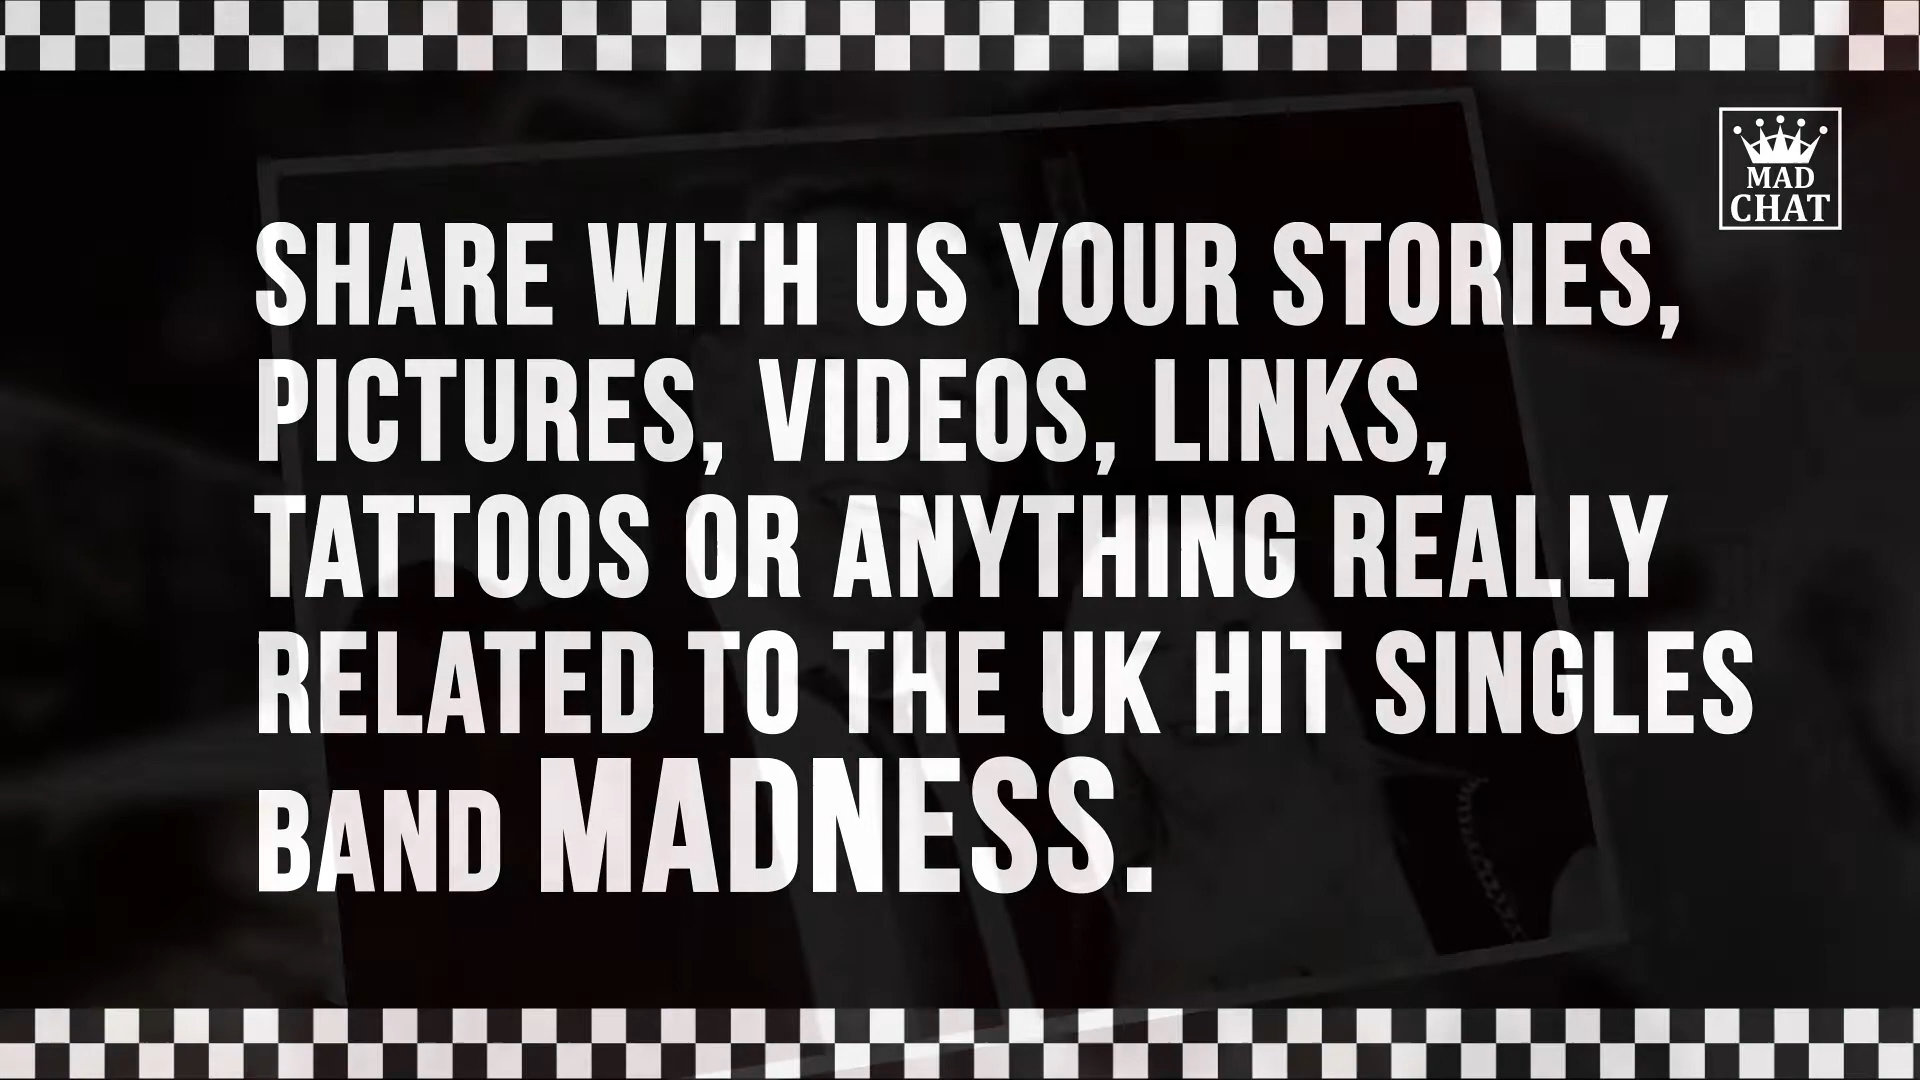 MAD
CHAT
SHARE WITH US YOUR STORIES,
PICTURES, VIDEOS, LINKS,
TATTOOS OR ANYTHING REALLY
RELATED TO THE UK HIT SINGLES
BAND MADNESS.